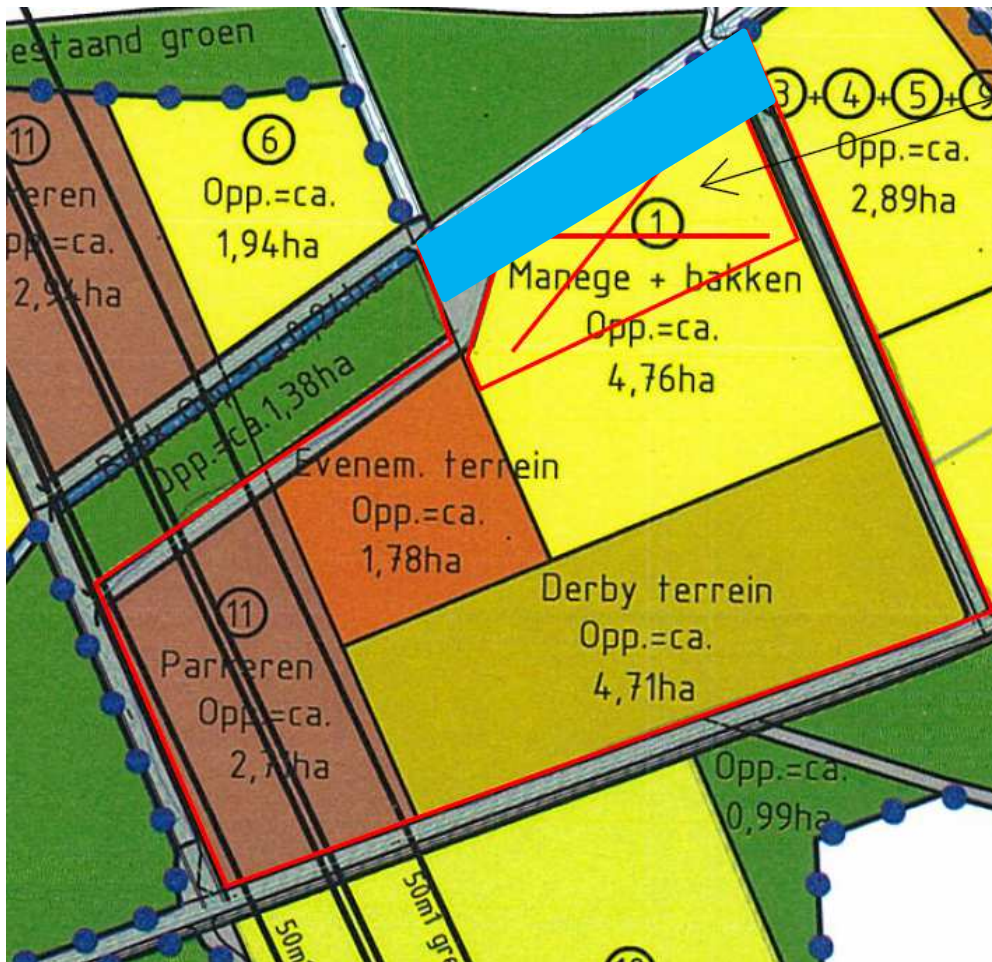 estaand groen
11
eren
opp.=ca.
2,94ha
6
Opp.=ca.
1,94ha
3+4+5+9
Opp.=ca.
2,89ha
1
Manege + bakken
Opp.=ca.
4,76ha
Opp.=ca.1,38ha
Evenem. terrein
Opp.=ca.
1,78ha
Derby terrein
Opp.=ca.
4,71ha
11
Parkeren
Opp.=ca.
Opp.=ca.
0,99ha
50m1 gre
50m